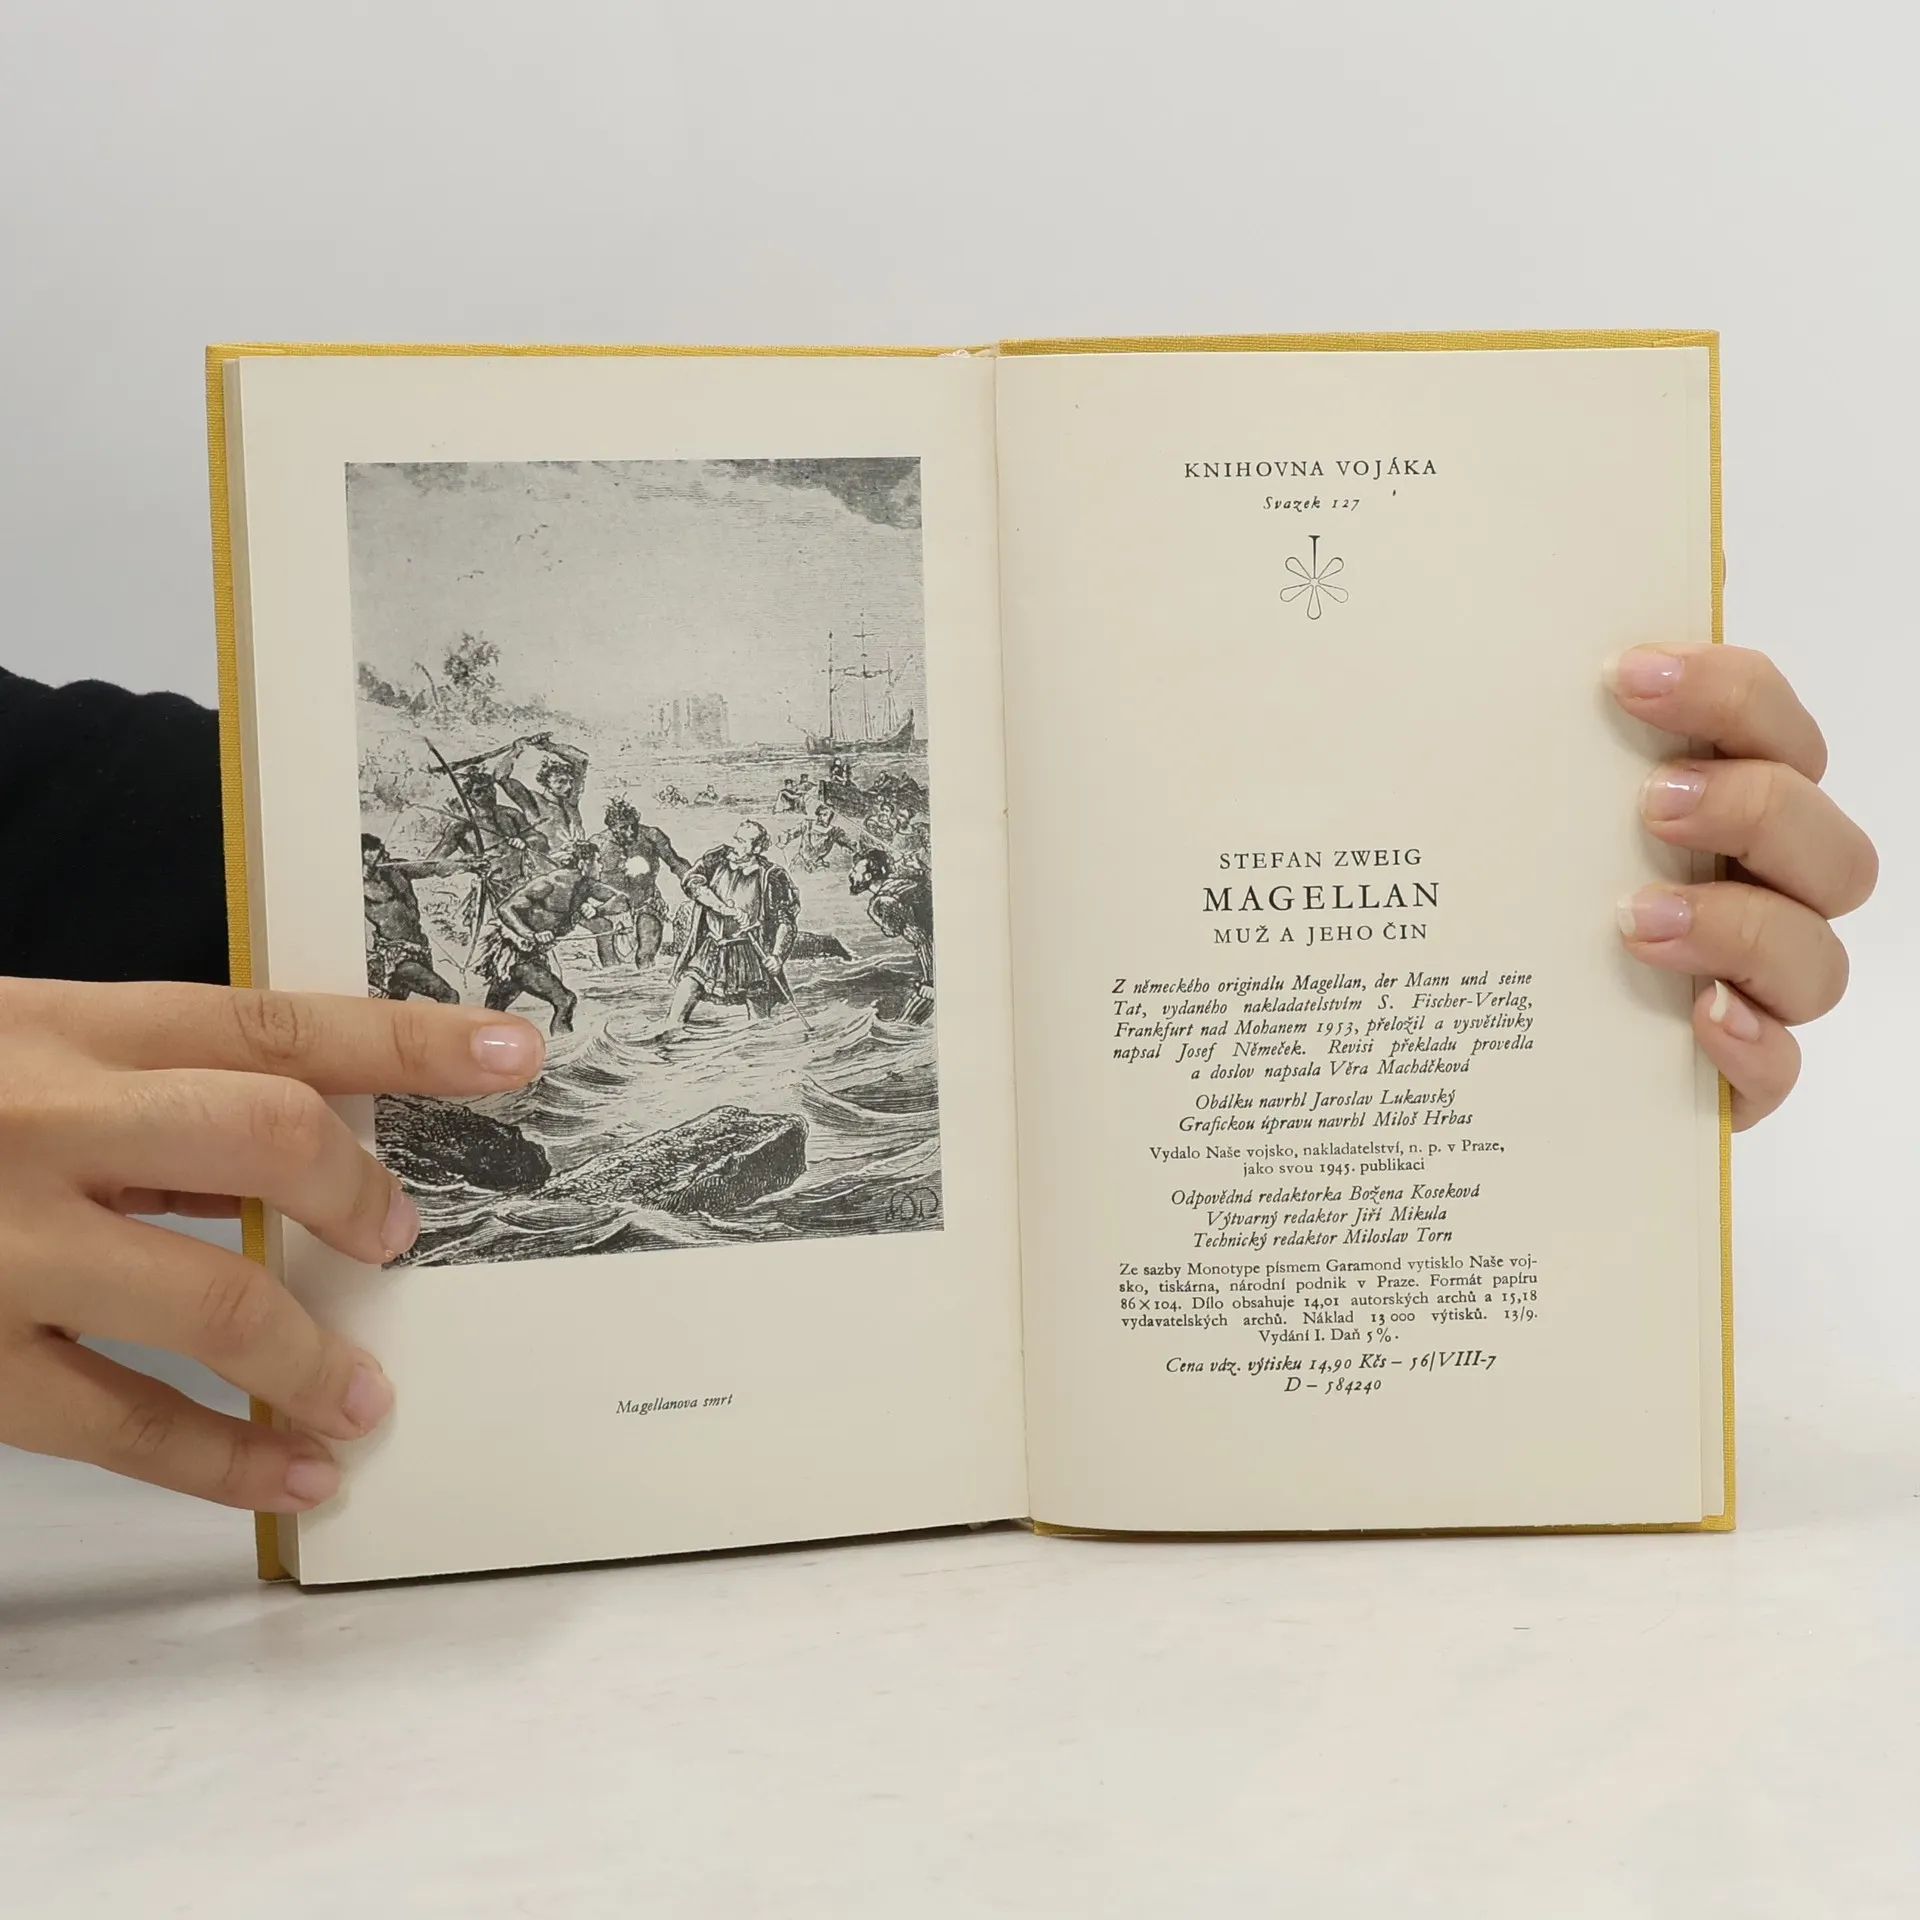 Magellanova smrt
KNIHOVNA VOJÁKA
Svazek 127
STEFAN ZWEIG
MAGELLAN
MUŽ A JEHO ČIN
Z německého originálu Magellan, der Mann und seine
Tat, vydaného nakladatelstvím S. Fischer-Verlag,
Frankfurt nad Mohanem 1953, přeložil a vysvětlivky
napsal Josef Němeček. Revisi překladu provedla
a doslov napsala Věra Macháčková
Obálku navrhl Jaroslav Lukavský
Grafickou úpravu navrhl Miloš Hrbas
Vydalo Naše vojsko, nakladatelství, n. p. v Praze,
jako svou 1945. publikaci
Odpovědná redaktorka Božena Koseková
Výtvarný redaktor Jiří Mikula
Technický redaktor Miloslav Torn
Ze sazby Monotype písmem Garamond vytisklo Naše voj-
sko, tiskárna, národní podnik v Praze. Formát papíru
86×104. Dílo obsahuje 14,01 autorských archů a 15,18
vydavatelských archů. Náklad 13 000 výtisků. 13/9.
Vydání I. Daň 5%.
Cena váz. výtisku 14,90 Kčs – 56/VIII-7
D – 584240